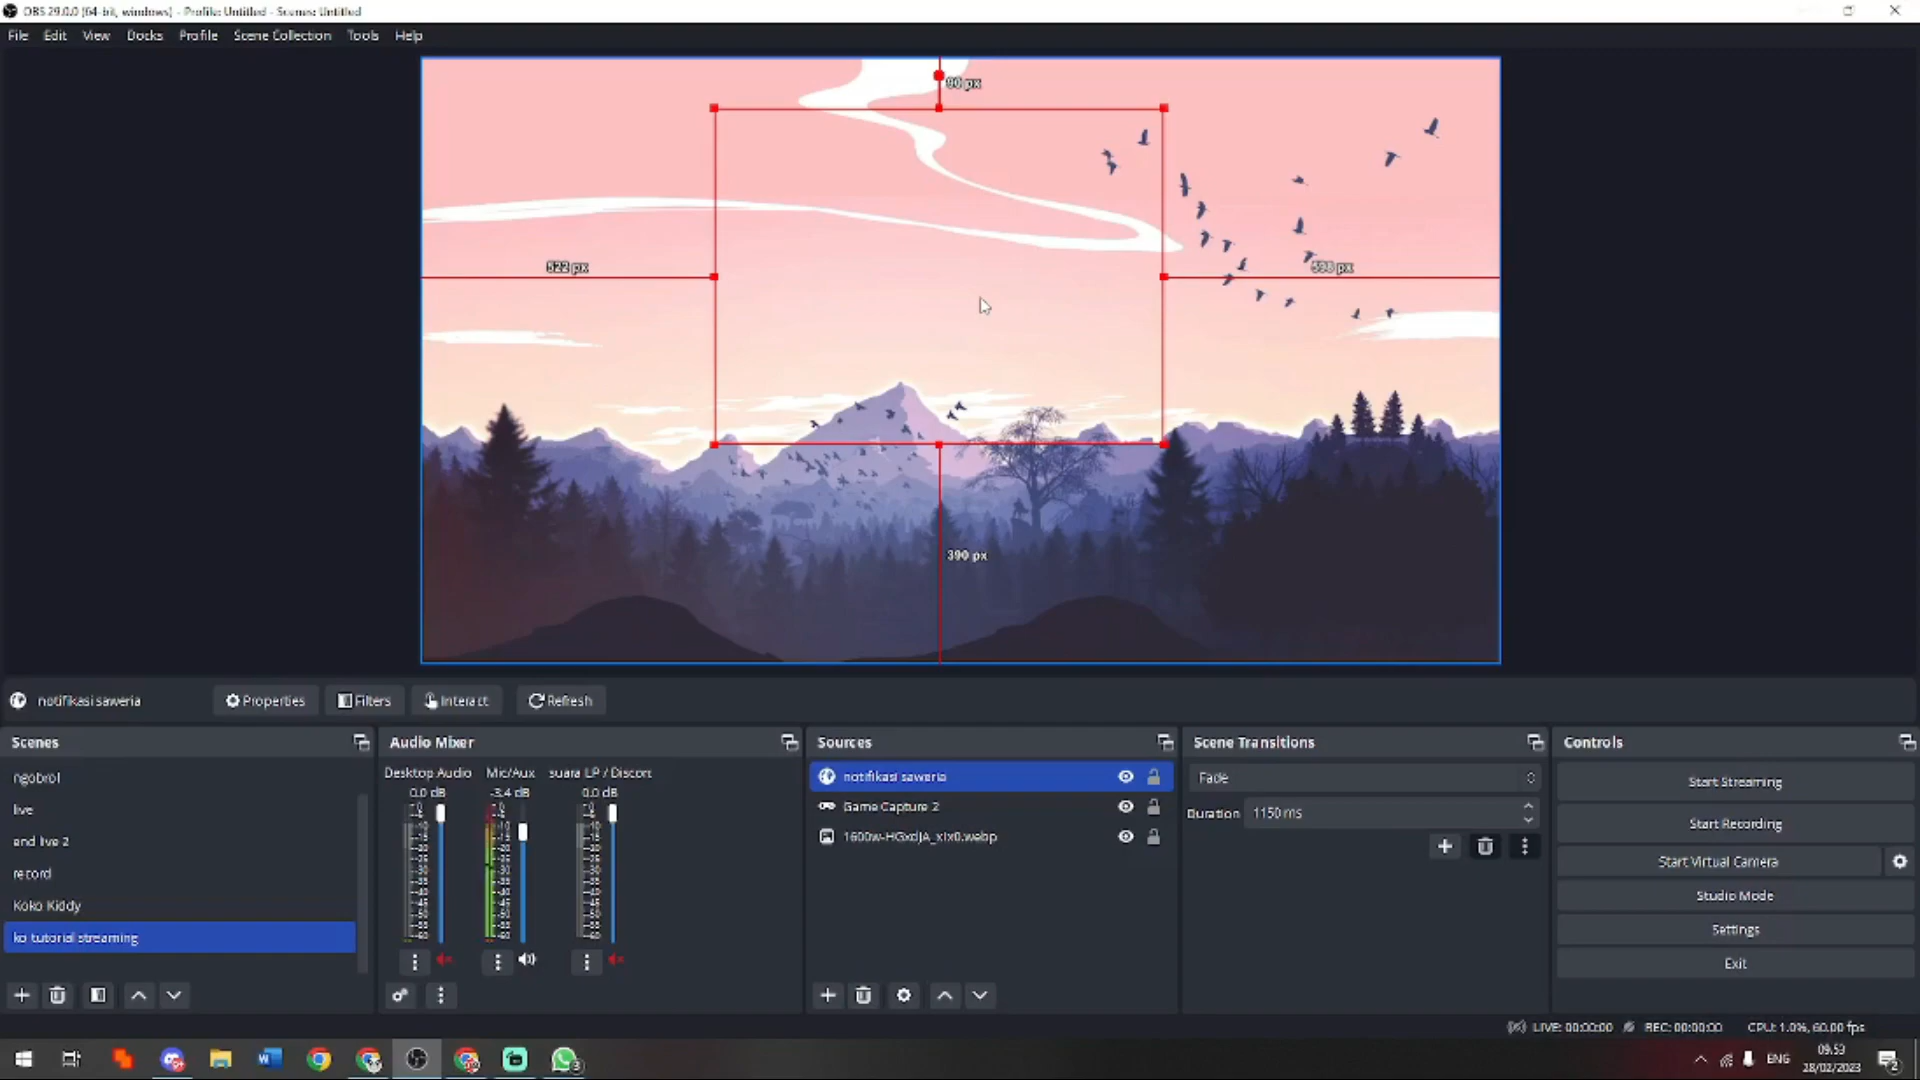 OBS 29.0.0 (64-bit, windows) - Profile: Untitled - Scenes: Untitled
File Edit View Docks Profile Scene Collection Tools Help
90 px
522 px
390 px
notifikasi saweria Properties Filters Interact Refresh
Scenes
ngobrol
live
end live 2
record
Koko Kiddy
ko tutorial streaming
Audio Mixer
Desktop Audio Mic/Aux suara LP / Discort
0.0 dB -3.4 dB 0.0 dB
Sources
notifikasi saweria
Game Capture 2
Scene Transitions
Fade
Duration 1150 ms
Controls
Start Streaming
Start Recording
Start Virtual Camera
Studio Mode
Settings
Exit
LIVE: 00:00:00 REC: 00:00:00 CPU: 1.0%, 60.00 fps
ENG
09.53
28/02/2023